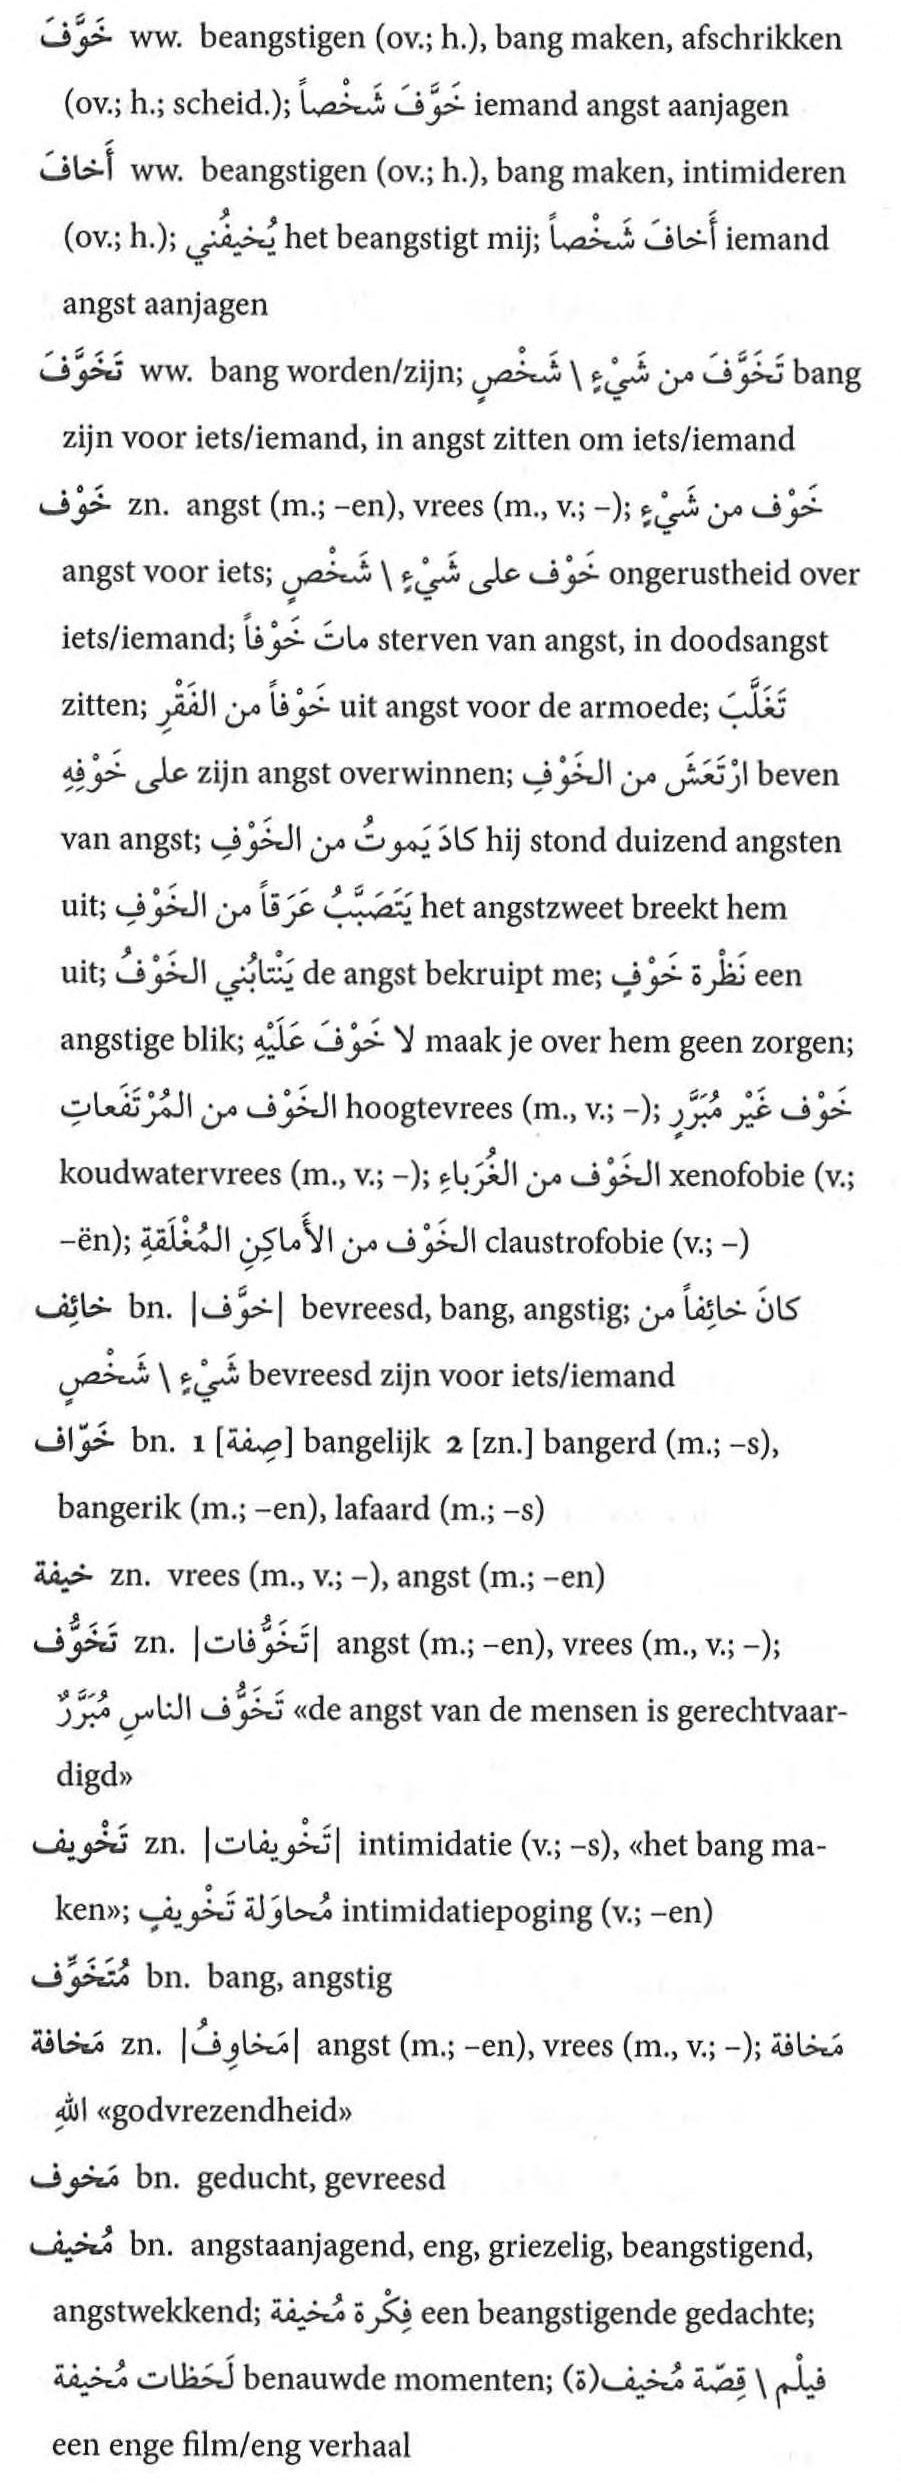 خَوَّفَ ww. beangstigen (ov.; h.), bang maken, afschrikken
(ov.; h.; scheid.); خَوَّفَ شَخْصاً iemand angst aanjagen
أَخافَ ww. beangstigen (ov.; h.), bang maken, intimideren
(ov.; h.); يُخيفُني het beangstigt mij; أَخافَ شَخْصاً iemand
angst aanjagen
تَخَوَّفَ ww. bang worden/zijn; تَخَوَّفَ من شَيْءٍ \ شَخْصٍ bang
zijn voor iets/iemand, in angst zitten om iets/iemand
خَوْف zn. angst (m.; –en), vrees (m., v.; –); خَوْف من شَيْءٍ
angst voor iets; خَوْف على شَيْءٍ \ شَخْصٍ ongerustheid over
iets/iemand; ماتَ خَوْفاً sterven van angst, in doodsangst
zitten; خَوْفاً من الفَقْرِ uit angst voor de armoede; تَغَلَّبَ
على خَوْفِهِ zijn angst overwinnen; ارْتَعَشَ من الخَوْفِ beven
van angst; كادَ يَموتُ من الخَوْفِ hij stond duizend angsten
uit; يَتَصَبَّبُ عَرَقاً من الخَوْفِ het angstzweet breekt hem
uit; يَنْتابُني الخَوْفُ de angst bekruipt me; نَظْرة خَوْفٍ een
angstige blik; لا خَوْفَ عَلَيْهِ maak je over hem geen zorgen;
الخَوْف من المُرْتَفَعاتِ hoogtevrees (m., v.; –); خَوْف غَيْر مُبَرَّرٍ
koudwatervrees (m., v.; –); الخَوْف من الغُرَباءِ xenofobie (v.;
–ën); الخَوْف من الأَماكِنِ المُغْلَقةِ claustrofobie (v.; –)
خائِف bn. |خوَّف| bevreesd, bang, angstig; كانَ خائِفاً من
شَيْءٍ \ شَخْصٍ bevreesd zijn voor iets/iemand
خَوّاف bn. 1 [صِفة] bangelijk 2 [zn.] bangerd (m.; –s),
bangerik (m.; –en), lafaard (m.; –s)
خيفة zn. vrees (m., v.; –), angst (m.; –en)
تَخَوُّف zn. |تَخَوُّفات| angst (m.; –en), vrees (m., v.; –);
تَخَوُّف الناسِ مُبَرَّرٌ «de angst van de mensen is gerechtvaar-
digd»
تَخْويف zn. |تَخْويفات| intimidatie (v.; –s), «het bang ma-
ken»; مُحاوَلة تَخْويفٍ intimidatiepoging (v.; –en)
مُتَخَوِّف bn. bang, angstig
مَخافة zn. |مَخاوِفُ| angst (m.; –en), vrees (m., v.; –); مَخافة
اللهِ «godvrezendheid»
مَخوف bn. geducht, gevreesd
مُخيف bn. angstaanjagend, eng, griezelig, beangstigend,
angstwekkend; فِكْرة مُخيفة een beangstigende gedachte;
لَحَظات مُخيفة benauwde momenten; فيلْم \ قِصّة مُخيف(ة)
een enge film/eng verhaal